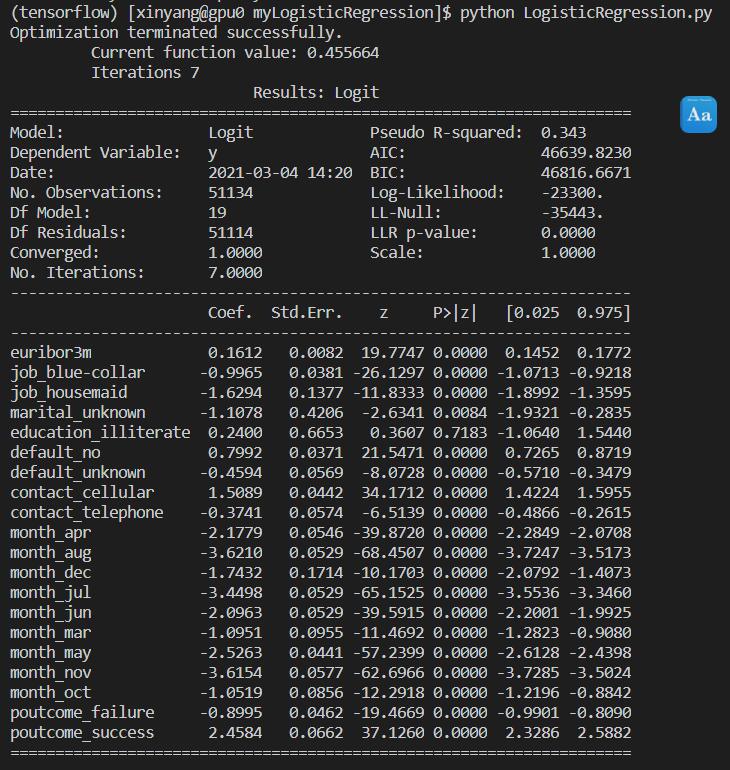 (tensorflow) [xinyang@gpu0 myLogisticRegression]$ python LogisticRegression.py
Optimization terminated successfully.
         Current function value: 0.455664
         Iterations 7
                           Results: Logit
=====================================================================
Model:                Logit             Pseudo R-squared:  0.343
Dependent Variable:   y                 AIC:               46639.8230
Date:                 2021-03-04 14:20  BIC:               46816.6671
No. Observations:     51134             Log-Likelihood:    -23300.
Df Model:             19                LL-Null:           -35443.
Df Residuals:         51114             LLR p-value:       0.0000
Converged:            1.0000            Scale:             1.0000
No. Iterations:       7.0000
---------------------------------------------------------------------
                      Coef.  Std.Err.    z     P>|z|   [0.025  0.975]
---------------------------------------------------------------------
euribor3m             0.1612   0.0082  19.7747 0.0000  0.1452  0.1772
job_blue-collar      -0.9965   0.0381 -26.1297 0.0000 -1.0713 -0.9218
job_housemaid        -1.6294   0.1377 -11.8333 0.0000 -1.8992 -1.3595
marital_unknown      -1.1078   0.4206  -2.6341 0.0084 -1.9321 -0.2835
education_illiterate  0.2400   0.6653   0.3607 0.7183 -1.0640  1.5440
default_no            0.7992   0.0371  21.5471 0.0000  0.7265  0.8719
default_unknown      -0.4594   0.0569  -8.0728 0.0000 -0.5710 -0.3479
contact_cellular      1.5089   0.0442  34.1712 0.0000  1.4224  1.5955
contact_telephone    -0.3741   0.0574  -6.5139 0.0000 -0.4866 -0.2615
month_apr            -2.1779   0.0546 -39.8720 0.0000 -2.2849 -2.0708
month_aug            -3.6210   0.0529 -68.4507 0.0000 -3.7247 -3.5173
month_dec            -1.7432   0.1714 -10.1703 0.0000 -2.0792 -1.4073
month_jul            -3.4498   0.0529 -65.1525 0.0000 -3.5536 -3.3460
month_jun            -2.0963   0.0529 -39.5915 0.0000 -2.2001 -1.9925
month_mar            -1.0951   0.0955 -11.4692 0.0000 -1.2823 -0.9080
month_may            -2.5263   0.0441 -57.2399 0.0000 -2.6128 -2.4398
month_nov            -3.6154   0.0577 -62.6966 0.0000 -3.7285 -3.5024
month_oct            -1.0519   0.0856 -12.2918 0.0000 -1.2196 -0.8842
poutcome_failure     -0.8995   0.0462 -19.4669 0.0000 -0.9901 -0.8090
poutcome_success      2.4584   0.0662  37.1260 0.0000  2.3286  2.5882
=====================================================================
Aa